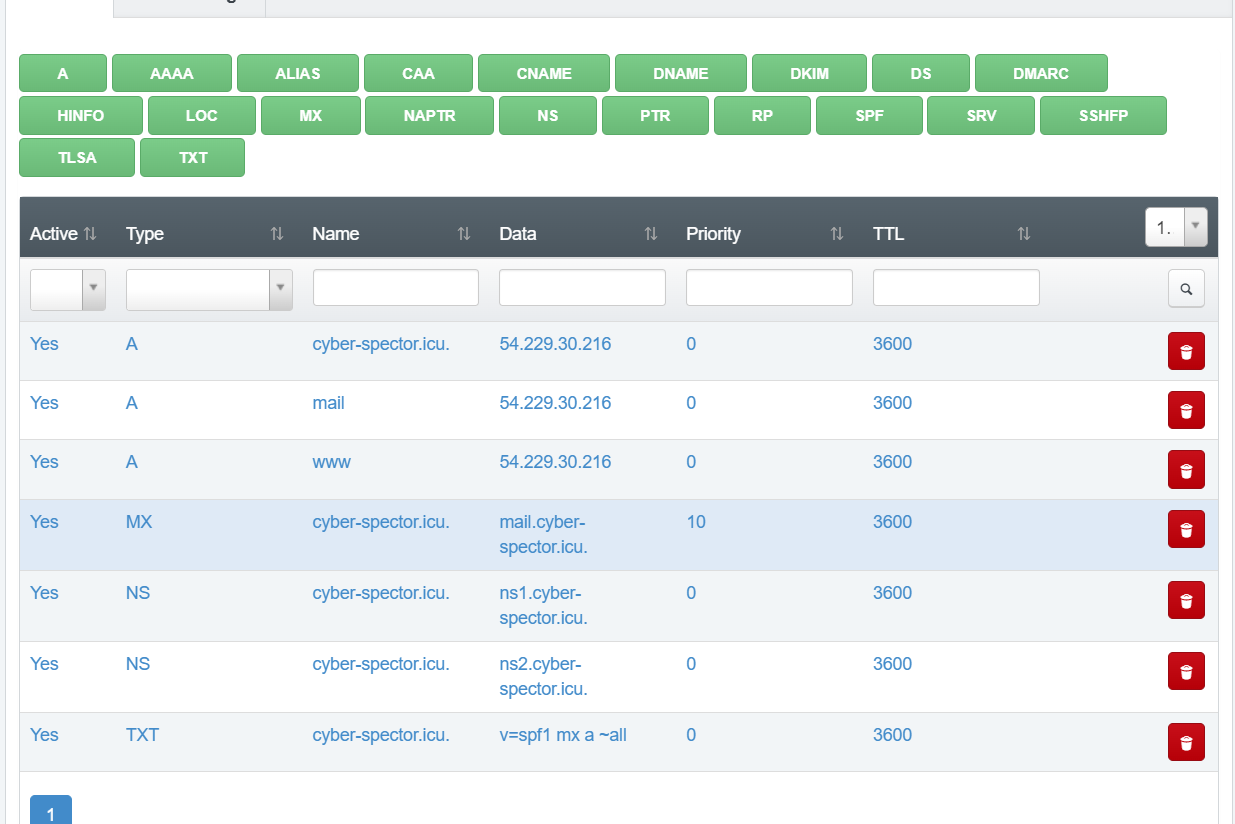 A AAAA ALIAS CAA CNAME DNAME DKIM DS DMARC
HINFO LOC MX NAPTR NS PTR RP SPF SRV SSHFP
TLSA TXT
Active Type Name Data Priority TTL 1.
Yes A cyber-spector.icu. 54.229.30.216 0 3600
Yes A mail 54.229.30.216 0 3600
Yes A www 54.229.30.216 0 3600
Yes MX cyber-spector.icu. mail.cyber- 10 3600
spector.icu.
Yes NS cyber-spector.icu. ns1.cyber- 0 3600
spector.icu.
Yes NS cyber-spector.icu. ns2.cyber- 0 3600
spector.icu.
Yes TXT cyber-spector.icu. v=spf1 mx a ~all 0 3600
1